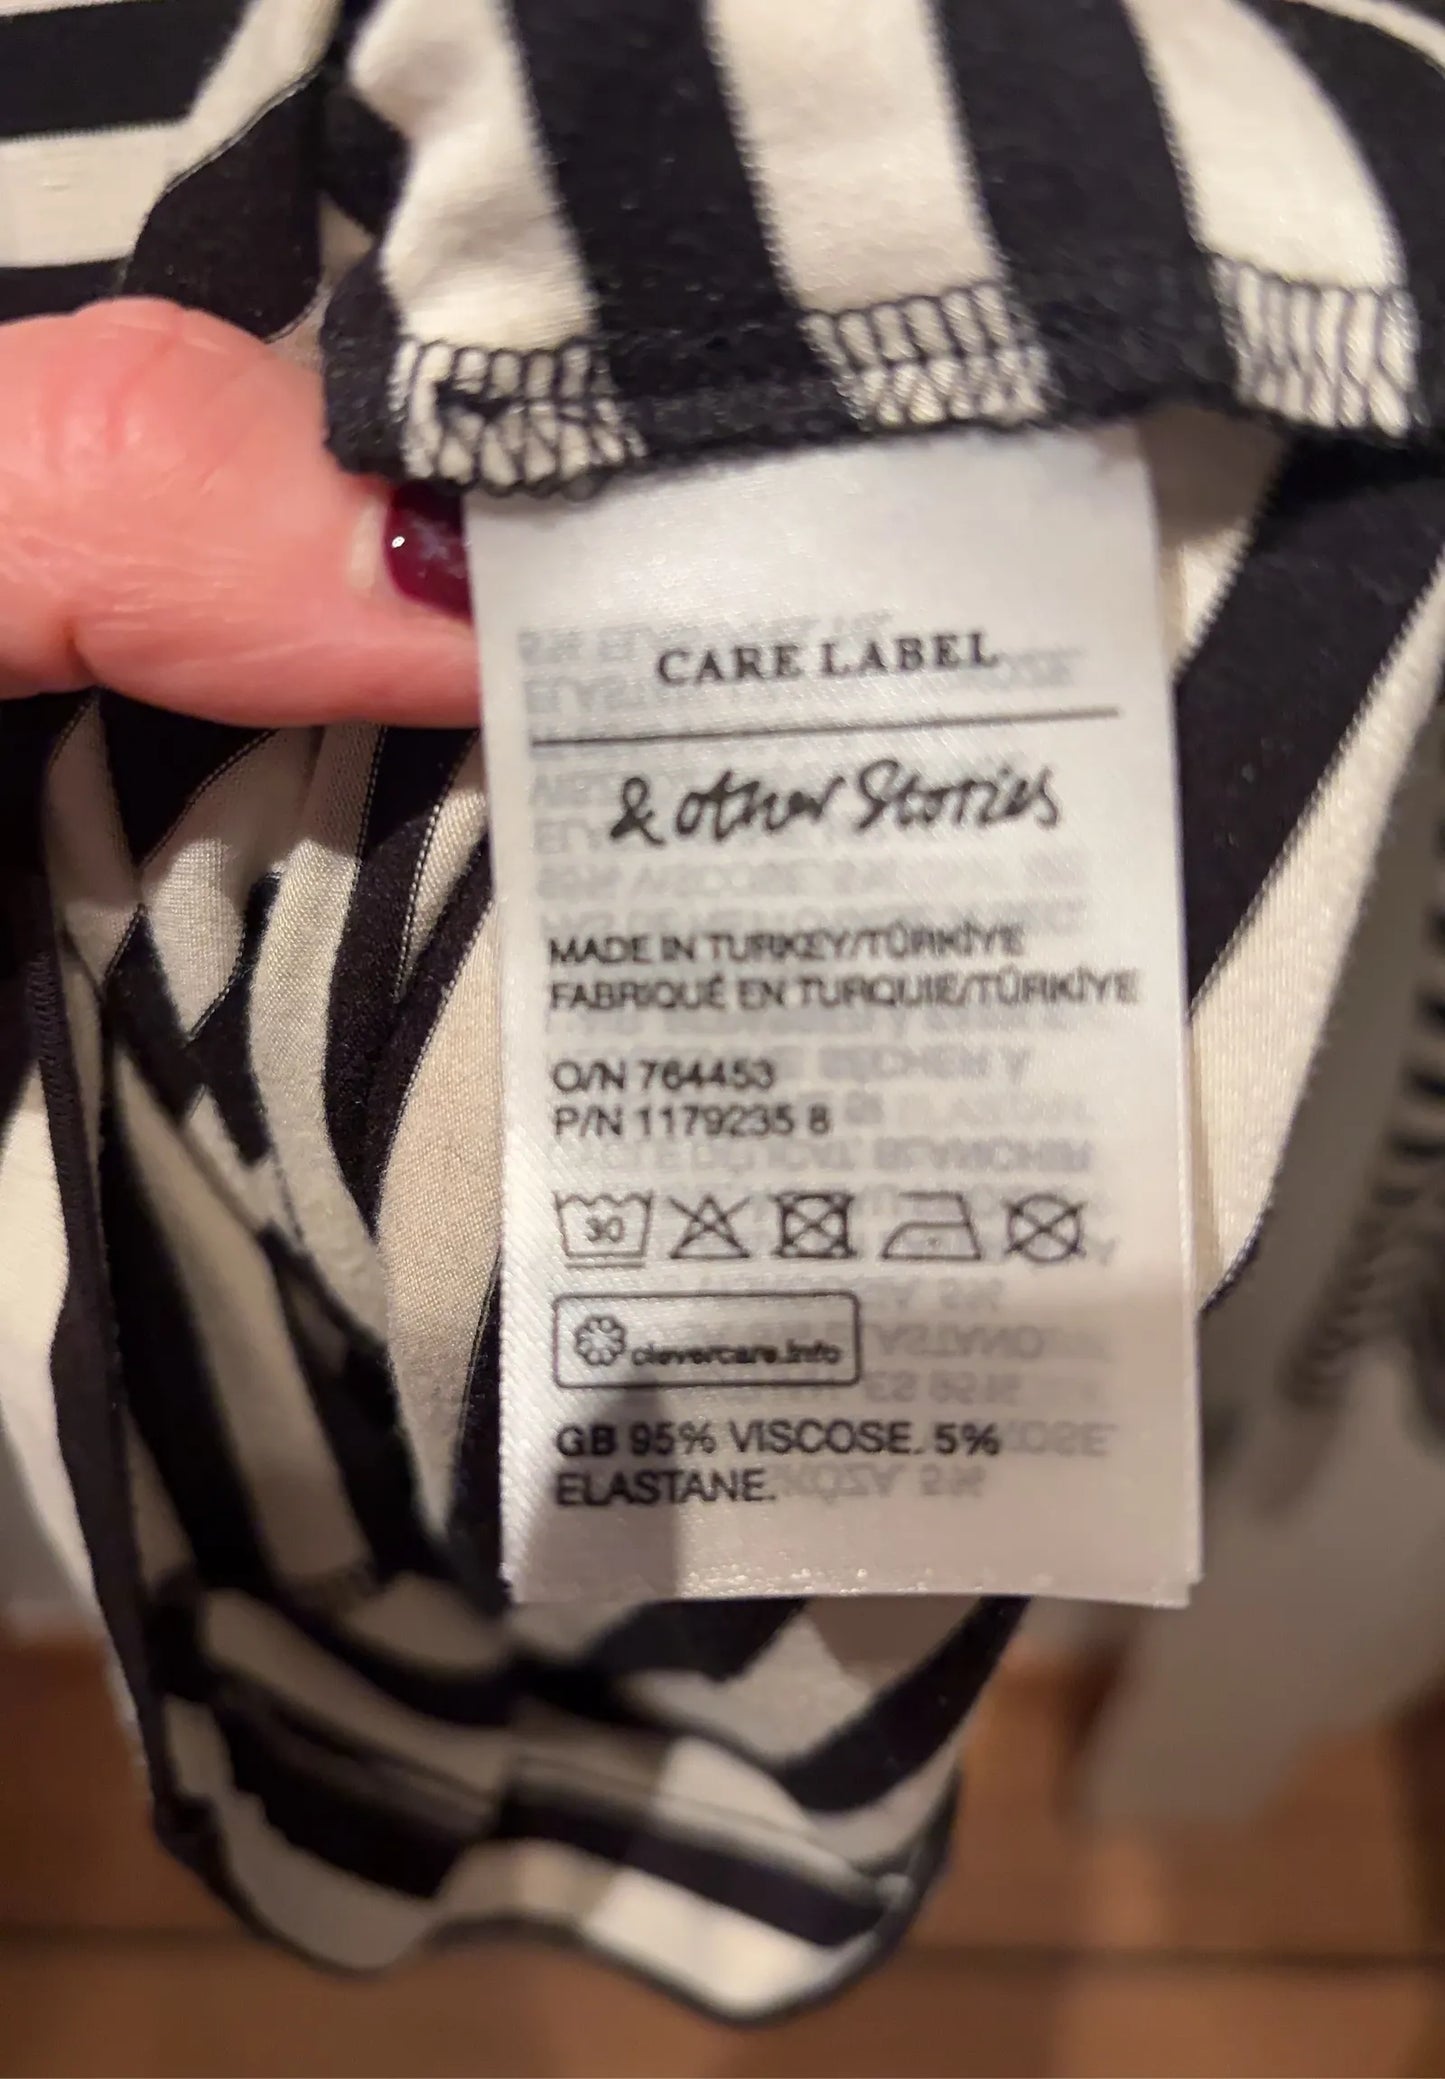 CARE LABEL
& other Stories
MADE IN TURKEY/TÜRKİYE
FABRIQUÉ EN TURQUIE/TÜRKİYE
O/N 764453
P/N 1179235 8
30
clevercare.info
GB 95% VISCOSE. 5%
ELASTANE.